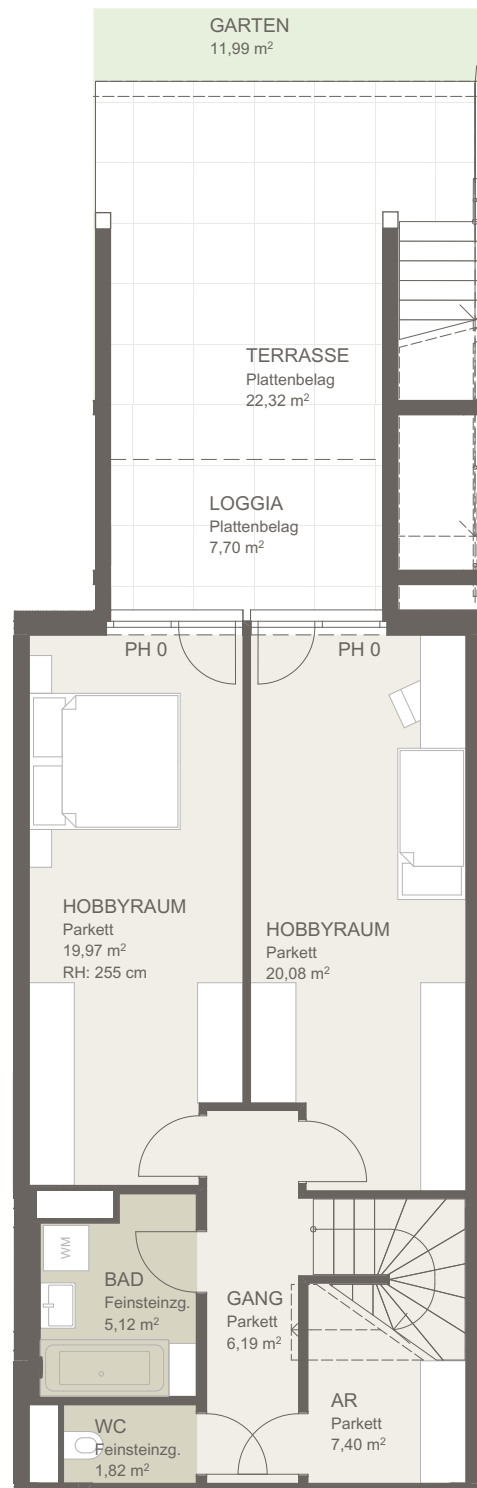 GARTEN
11,99 m²
TERRASSE
Plattenbelag
22,32 m²
LOGGIA
Plattenbelag
7,70 m²
PH 0
PH 0
HOBBYRAUM
Parkett
19,97 m²
RH: 255 cm
HOBBYRAUM
Parkett
20,08 m²
WM
BAD
Feinsteinzg.
5,12 m²
GANG
Parkett
6,19 m²
AR
Parkett
7,40 m²
WC
Feinsteinzg.
1,82 m²